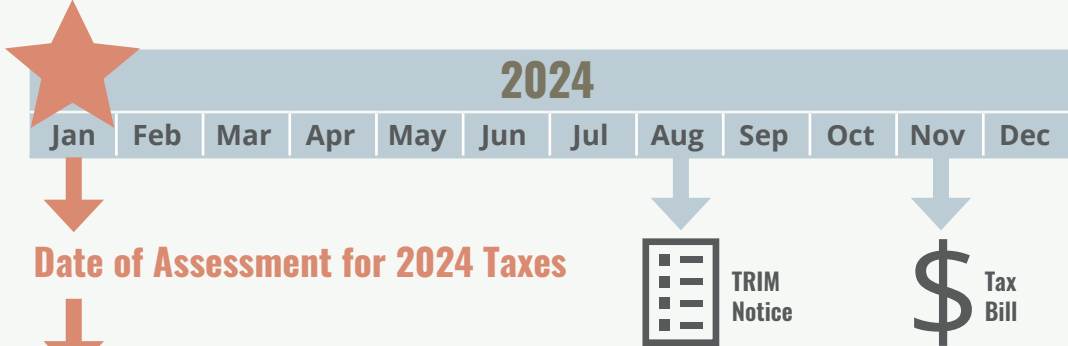 2024
Jan Feb Mar Apr May Jun Jul Aug Sep Oct Nov Dec
Date of Assessment for 2024 Taxes
TRIM
Notice
$
Tax
Bill